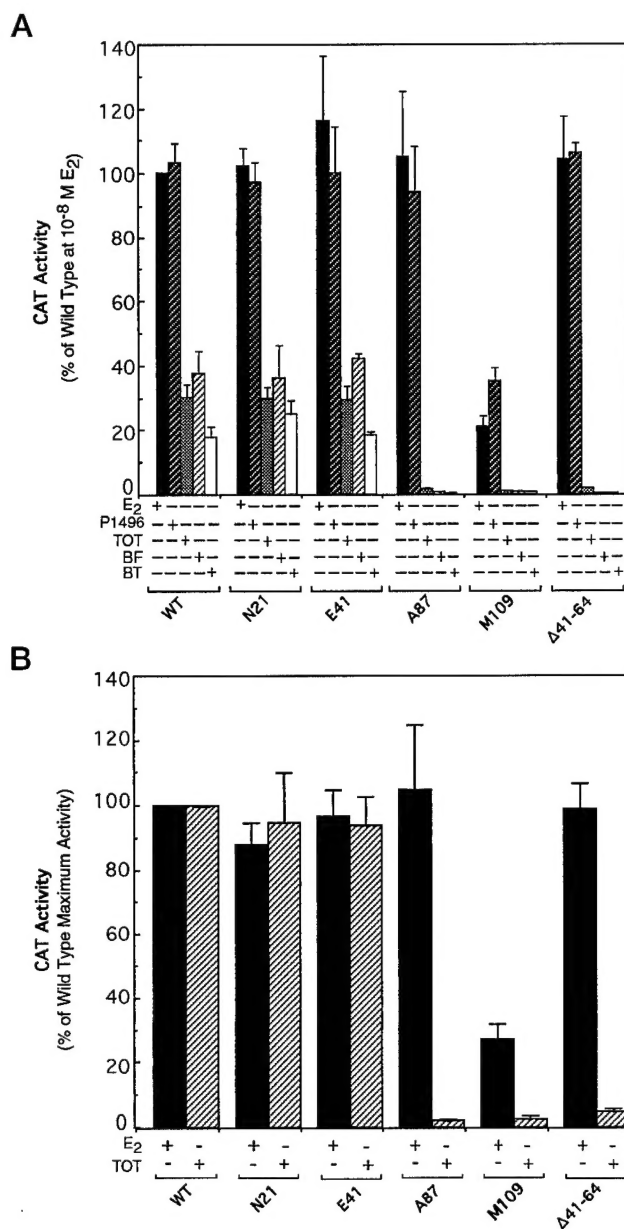 A
CAT Activity
(% of Wild Type at 10-8 M E2)
140
120
100
80
60
40
20
0
E2 +---- +---- +---- +---- +---- +----
P1496 -+--- -+--- -+--- -+--- -+--- -+---
TOT --+-- --+-- --+-- --+-- --+-- --+--
BF ---+- ---+- ---+- ---+- ---+- ---+-
BT ----+ ----+ ----+ ----+ ----+ ----+
WT N21 E41 A87 M109 Δ41-64
B
CAT Activity
(% of Wild Type Maximum Activity)
140
120
100
80
60
40
20
0
E2 + - + - + - + - + - + -
TOT - + - + - + - + - + - +
WT N21 E41 A87 M109 Δ41-64